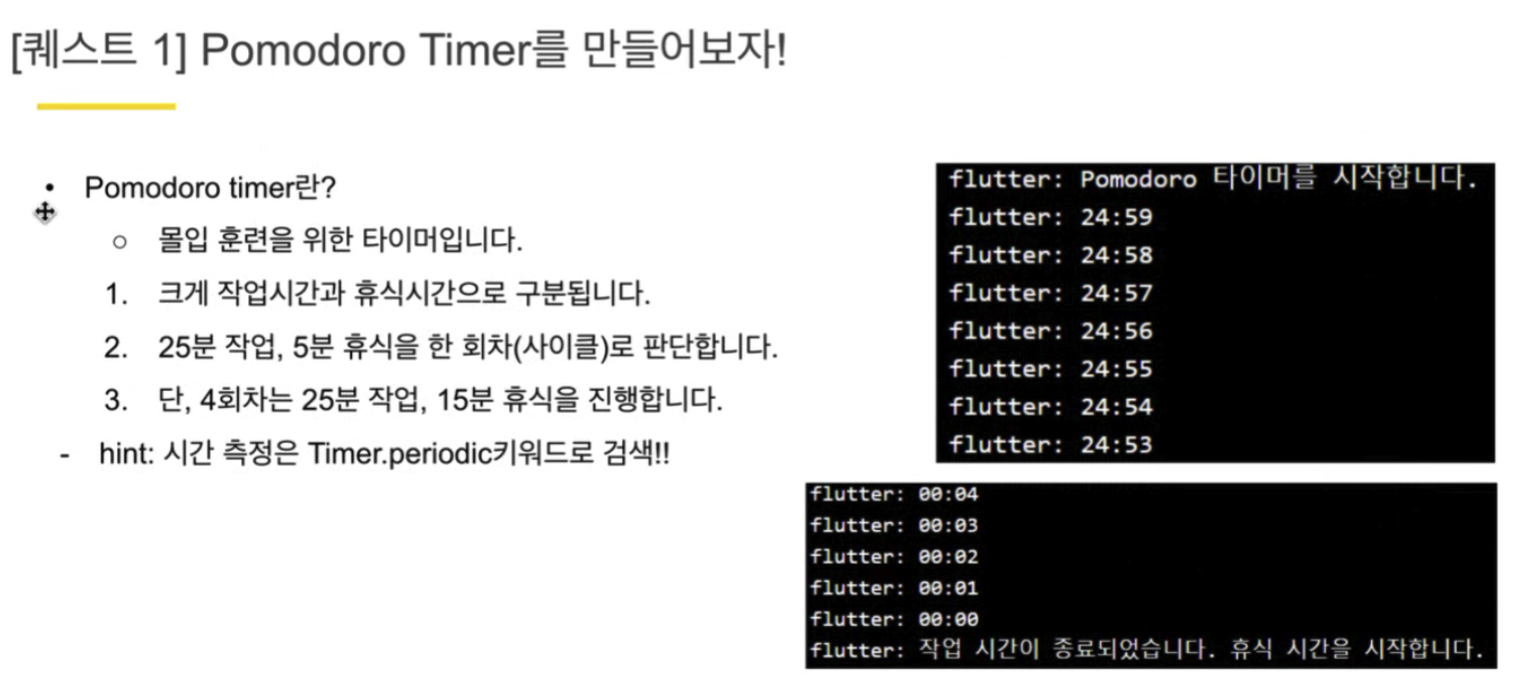 [퀘스트 1] Pomodoro Timer를 만들어보자!
• Pomodoro timer란?
○ 몰입 훈련을 위한 타이머입니다.
1. 크게 작업시간과 휴식시간으로 구분됩니다.
2. 25분 작업, 5분 휴식을 한 회차(사이클)로 판단합니다.
3. 단, 4회차는 25분 작업, 15분 휴식을 진행합니다.
- hint: 시간 측정은 Timer.periodic키워드로 검색!!
flutter: Pomodoro 타이머를 시작합니다.
flutter: 24:59
flutter: 24:58
flutter: 24:57
flutter: 24:56
flutter: 24:55
flutter: 24:54
flutter: 24:53
flutter: 00:04
flutter: 00:03
flutter: 00:02
flutter: 00:01
flutter: 00:00
flutter: 작업 시간이 종료되었습니다. 휴식 시간을 시작합니다.